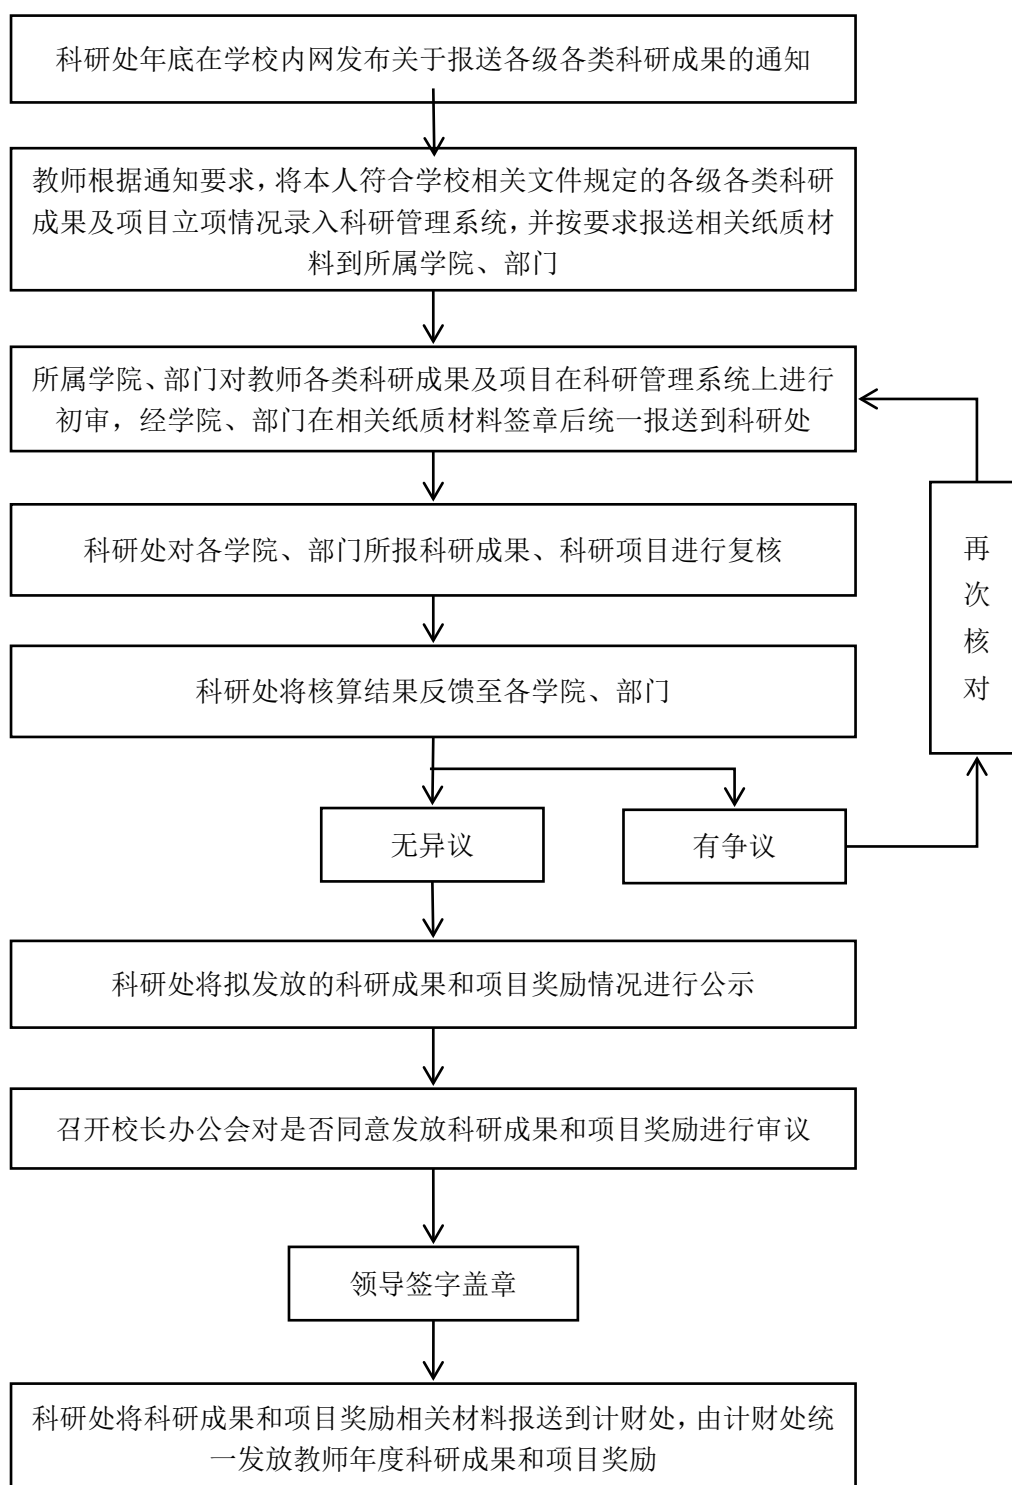 科研处年底在学校内网发布关于报送各级各类科研成果的通知
教师根据通知要求，将本人符合学校相关文件规定的各级各类科研
成果及项目立项情况录入科研管理系统，并按要求报送相关纸质材
料到所属学院、部门
所属学院、部门对教师各类科研成果及项目在科研管理系统上进行
初审，经学院、部门在相关纸质材料签章后统一报送到科研处
科研处对各学院、部门所报科研成果、科研项目进行复核
再
次
核
对
科研处将核算结果反馈至各学院、部门
无异议
有争议
科研处将拟发放的科研成果和项目奖励情况进行公示
召开校长办公会对是否同意发放科研成果和项目奖励进行审议
领导签字盖章
科研处将科研成果和项目奖励相关材料报送到计财处，由计财处统
一发放教师年度科研成果和项目奖励